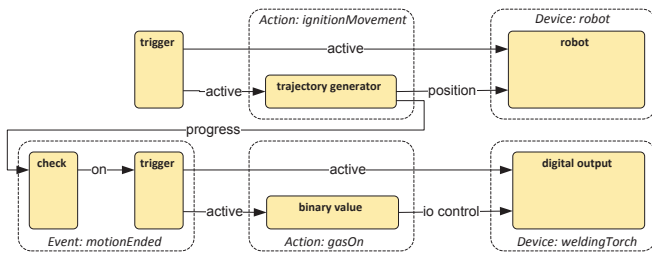 Action: ignitionMovement
Device: robot
trigger
active
robot
active
trajectory generator
position
progress
check
on
trigger
active
digital output
active
binary value
io control
Event: motionEnded
Action: gasOn
Device: weldingTorch